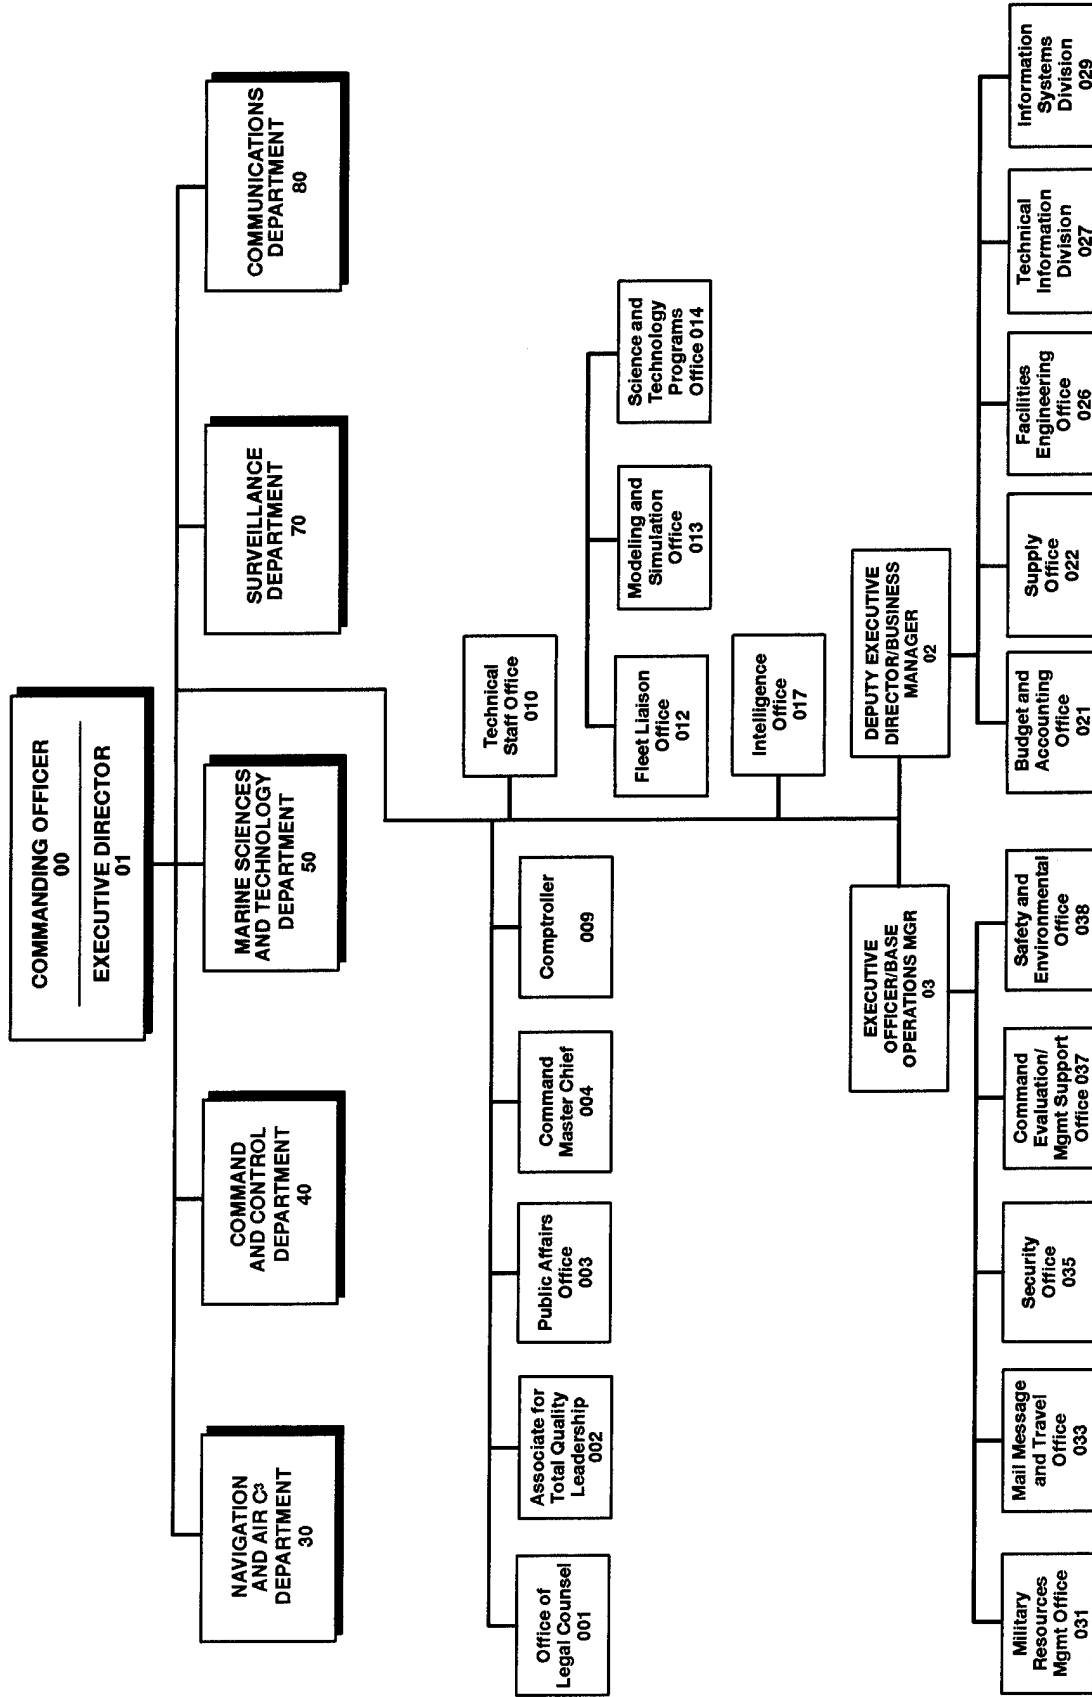 COMMANDING OFFICER
00
EXECUTIVE DIRECTOR
01
NAVIGATION
AND AIR C³
DEPARTMENT
30
COMMAND
AND CONTROL
DEPARTMENT
40
MARINE SCIENCES
AND TECHNOLOGY
DEPARTMENT
50
SURVEILLANCE
DEPARTMENT
70
COMMUNICATIONS
DEPARTMENT
80
Technical
Staff Office
010
Office of
Legal Counsel
001
Associate for
Total Quality
Leadership
002
Public Affairs
Office
003
Command
Master Chief
004
Comptroller
009
Fleet Liaison
Office
012
Modeling and
Simulation
Office
013
Science and
Technology
Programs
Office 014
Intelligence
Office
017
EXECUTIVE
OFFICER/BASE
OPERATIONS MGR
03
DEPUTY EXECUTIVE
DIRECTOR/BUSINESS
MANAGER
02
Military
Resources
Mgmt Office
031
Mail Message
and Travel
Office
033
Security
Office
035
Command
Evaluation/
Mgmt Support
Office 037
Safety and
Environmental
Office
038
Budget and
Accounting
Office
021
Supply
Office
022
Facilities
Engineering
Office
026
Technical
Information
Division
027
Information
Systems
Division
029